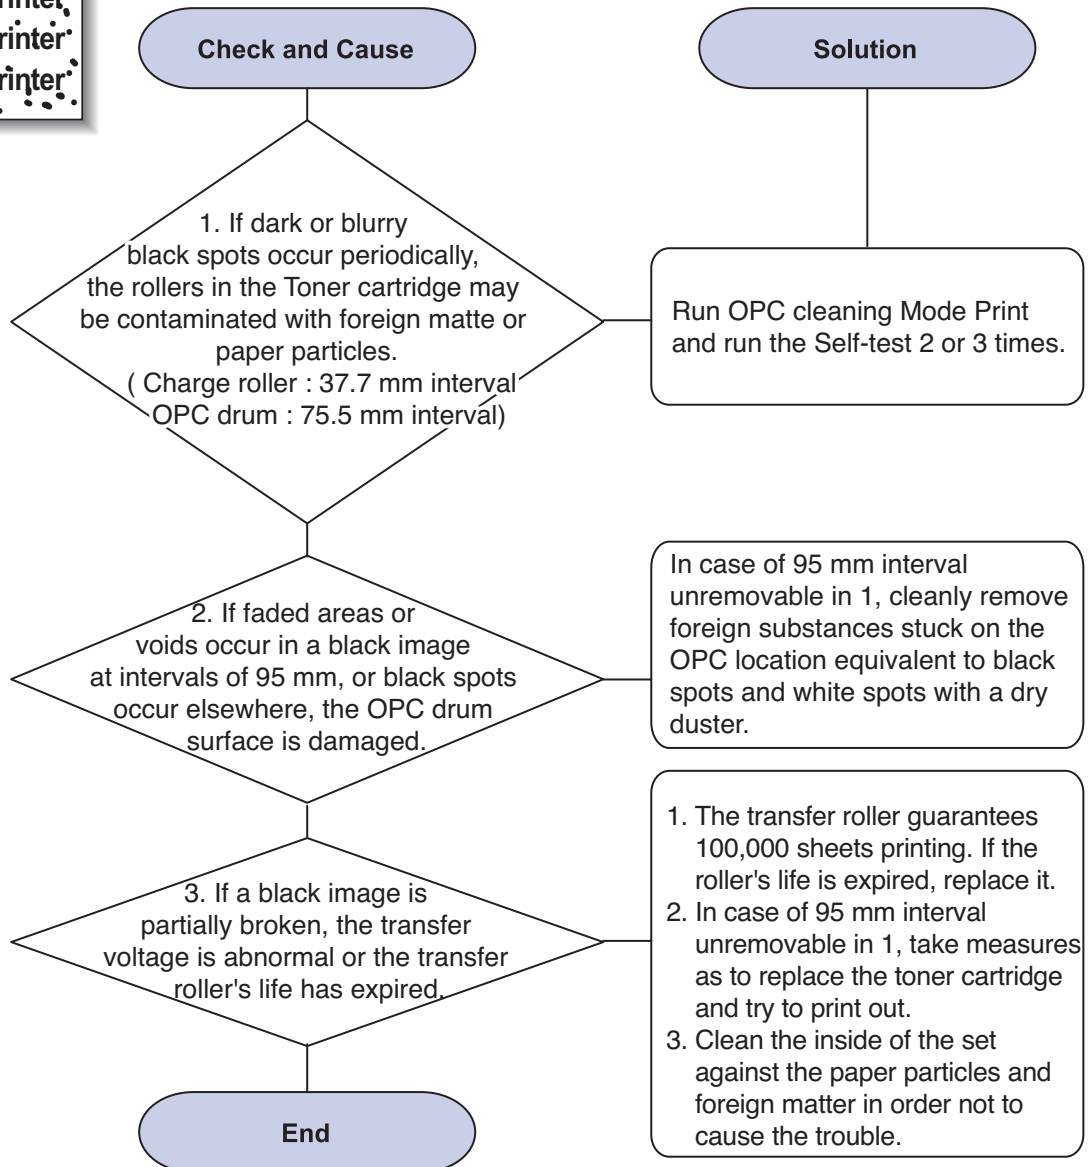 rinter
rinter
Check and Cause
Solution
1. If dark or blurry
black spots occur periodically,
the rollers in the Toner cartridge may
be contaminated with foreign matte or
paper particles.
( Charge roller : 37.7 mm interval
OPC drum : 75.5 mm interval)
Run OPC cleaning Mode Print
and run the Self-test 2 or 3 times.
2. If faded areas or
voids occur in a black image
at intervals of 95 mm, or black spots
occur elsewhere, the OPC drum
surface is damaged.
In case of 95 mm interval
unremovable in 1, cleanly remove
foreign substances stuck on the
OPC location equivalent to black
spots and white spots with a dry
duster.
3. If a black image is
partially broken, the transfer
voltage is abnormal or the transfer
roller's life has expired.
1. The transfer roller guarantees
100,000 sheets printing. If the
roller's life is expired, replace it.
2. In case of 95 mm interval
unremovable in 1, take measures
as to replace the toner cartridge
and try to print out.
3. Clean the inside of the set
against the paper particles and
foreign matter in order not to
cause the trouble.
End